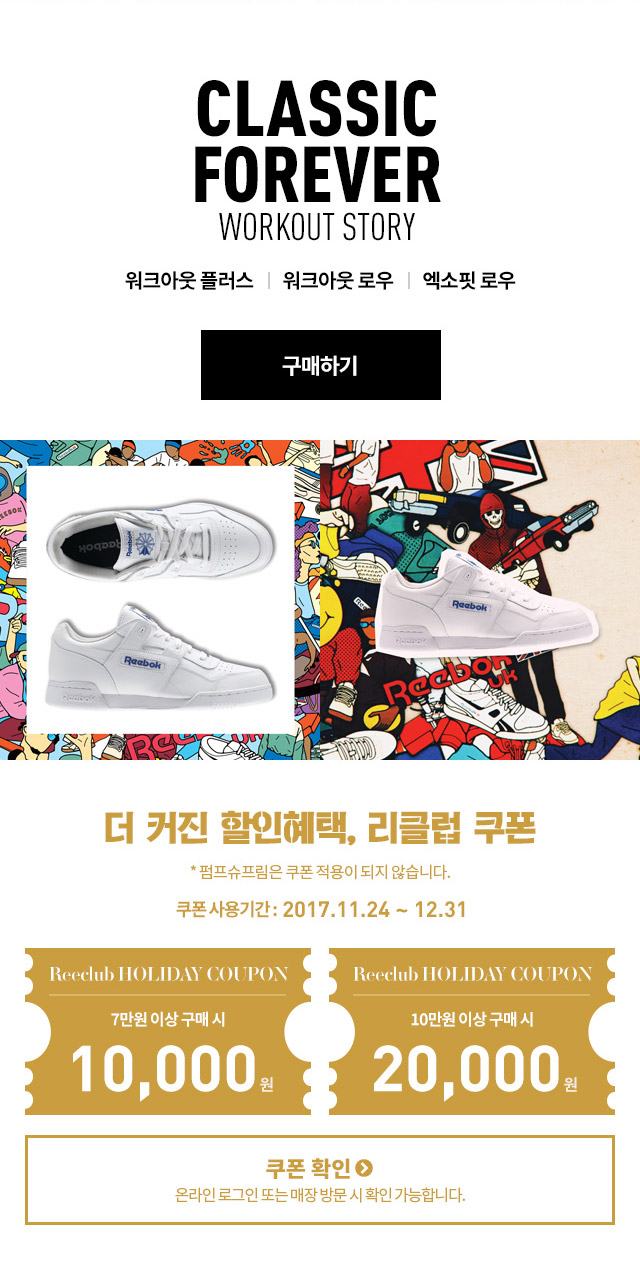 CLASSIC
FOREVER
WORKOUT STORY
워크아웃 플러스 | 워크아웃 로우 | 엑소핏 로우
구매하기
Reebok
Reebok
Reebok
Reebok
Reebok
UK
더 커진 할인혜택, 리클럽 쿠폰
* 펌프슈프림은 쿠폰 적용이 되지 않습니다.
쿠폰 사용기간 : 2017.11.24 ~ 12.31
Reeclub HOLIDAY COUPON
7만원 이상 구매 시
10,000원
Reeclub HOLIDAY COUPON
10만원 이상 구매 시
20,000원
쿠폰 확인
온라인 로그인 또는 매장 방문 시 확인 가능합니다.